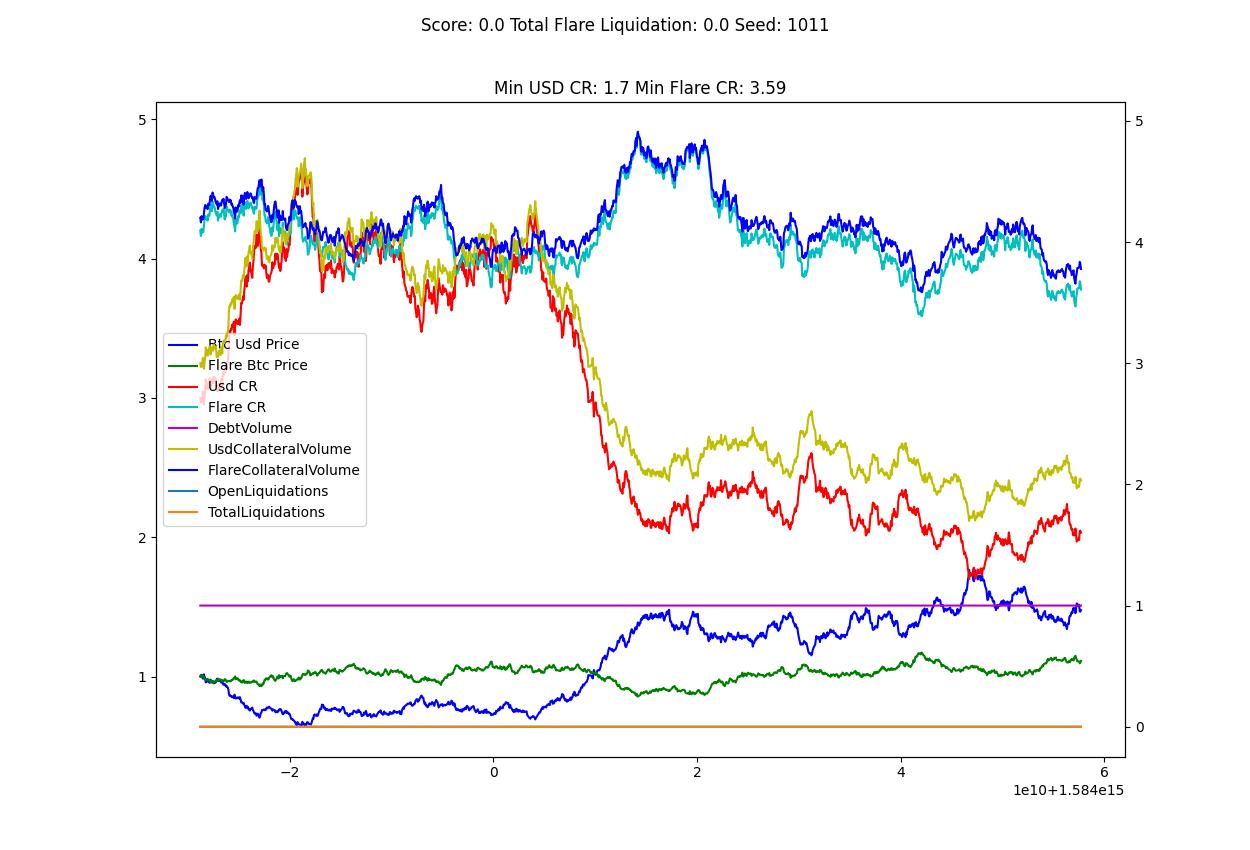 Score: 0.0 Total Flare Liquidation: 0.0 Seed: 1011
Min USD CR: 1.7 Min Flare CR: 3.59
5
4
3
2
1
5
4
3
2
1
0
Btc Usd Price
Flare Btc Price
Usd CR
Flare CR
DebtVolume
UsdCollateralVolume
FlareCollateralVolume
OpenLiquidations
TotalLiquidations
−2
0
2
4
6
1e10+1.584e15